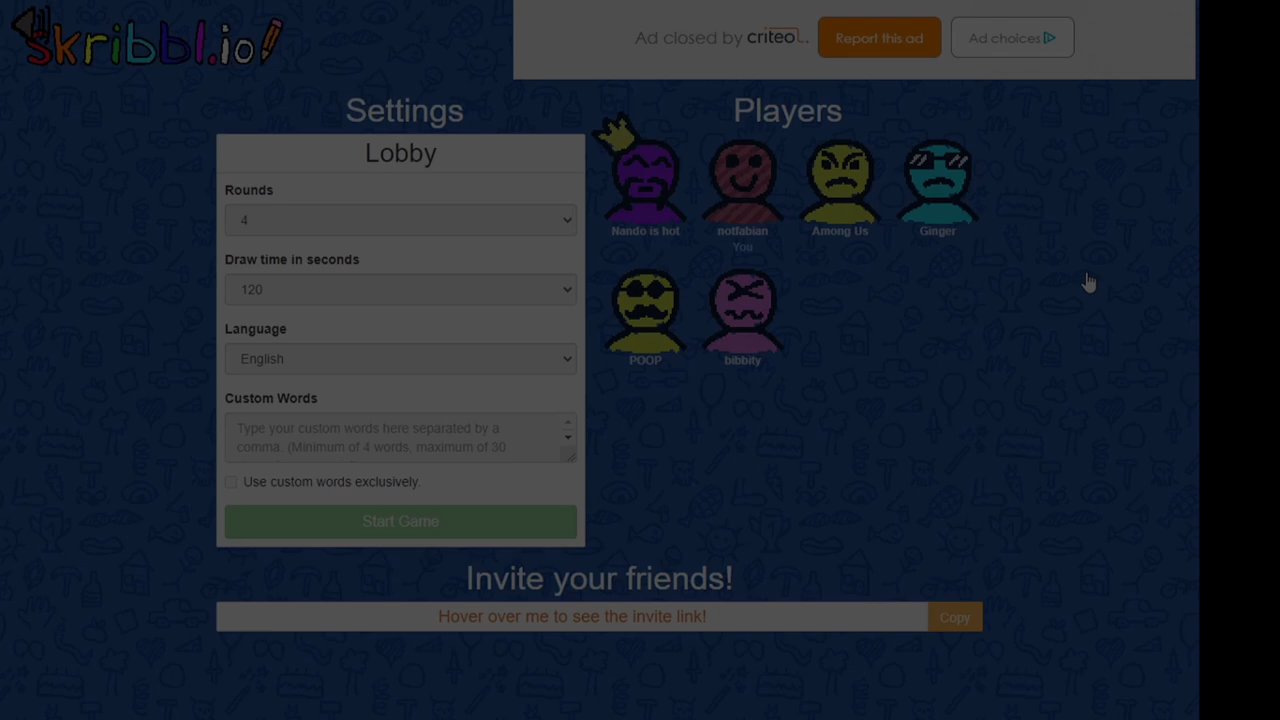 skribbl.io
Ad closed by criteo.
Report this ad
Ad choices
Settings
Players
Lobby
Rounds
4
Nando is hot
notfabian
Among Us
Ginger
You
Draw time in seconds
120
Language
English
POOP
bibbity
Custom Words
Type your custom words here separated by a
comma. (Minimum of 4 words, maximum of 30
Use custom words exclusively.
Start Game
Invite your friends!
Hover over me to see the invite link!
Copy